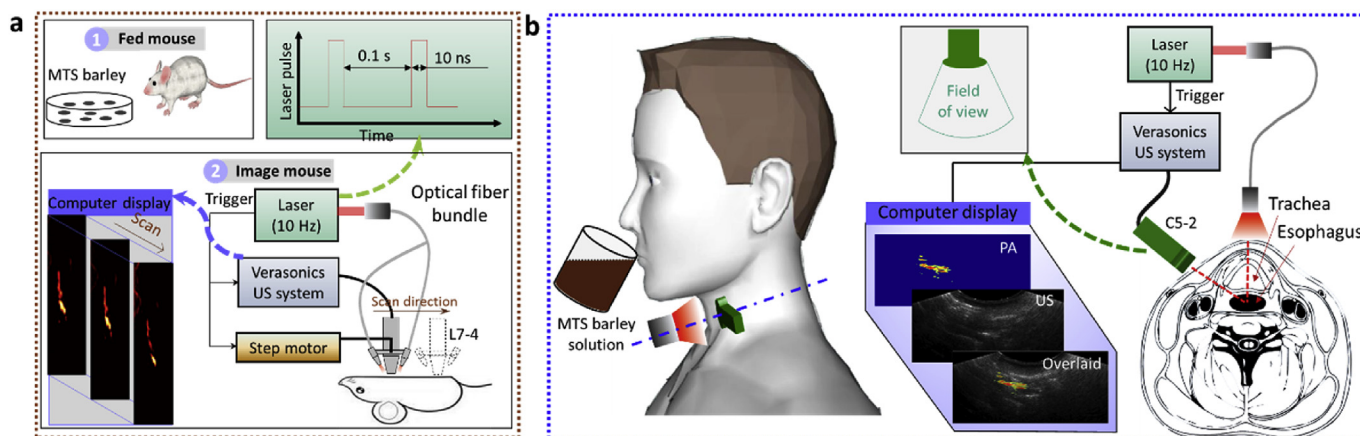 a
1 Fed mouse
MTS barley
Laser pulse
0.1 s
10 ns
Time
2 Image mouse
Computer display
Scan
Trigger
Laser
(10 Hz)
Optical fiber
bundle
Verasonics
US system
Scan direction
L7-4
Step motor
b
MTS barley
solution
Field
of view
Computer display
PA
US
Overlaid
Laser
(10 Hz)
Trigger
Verasonics
US system
C5-2
Trachea
Esophagus